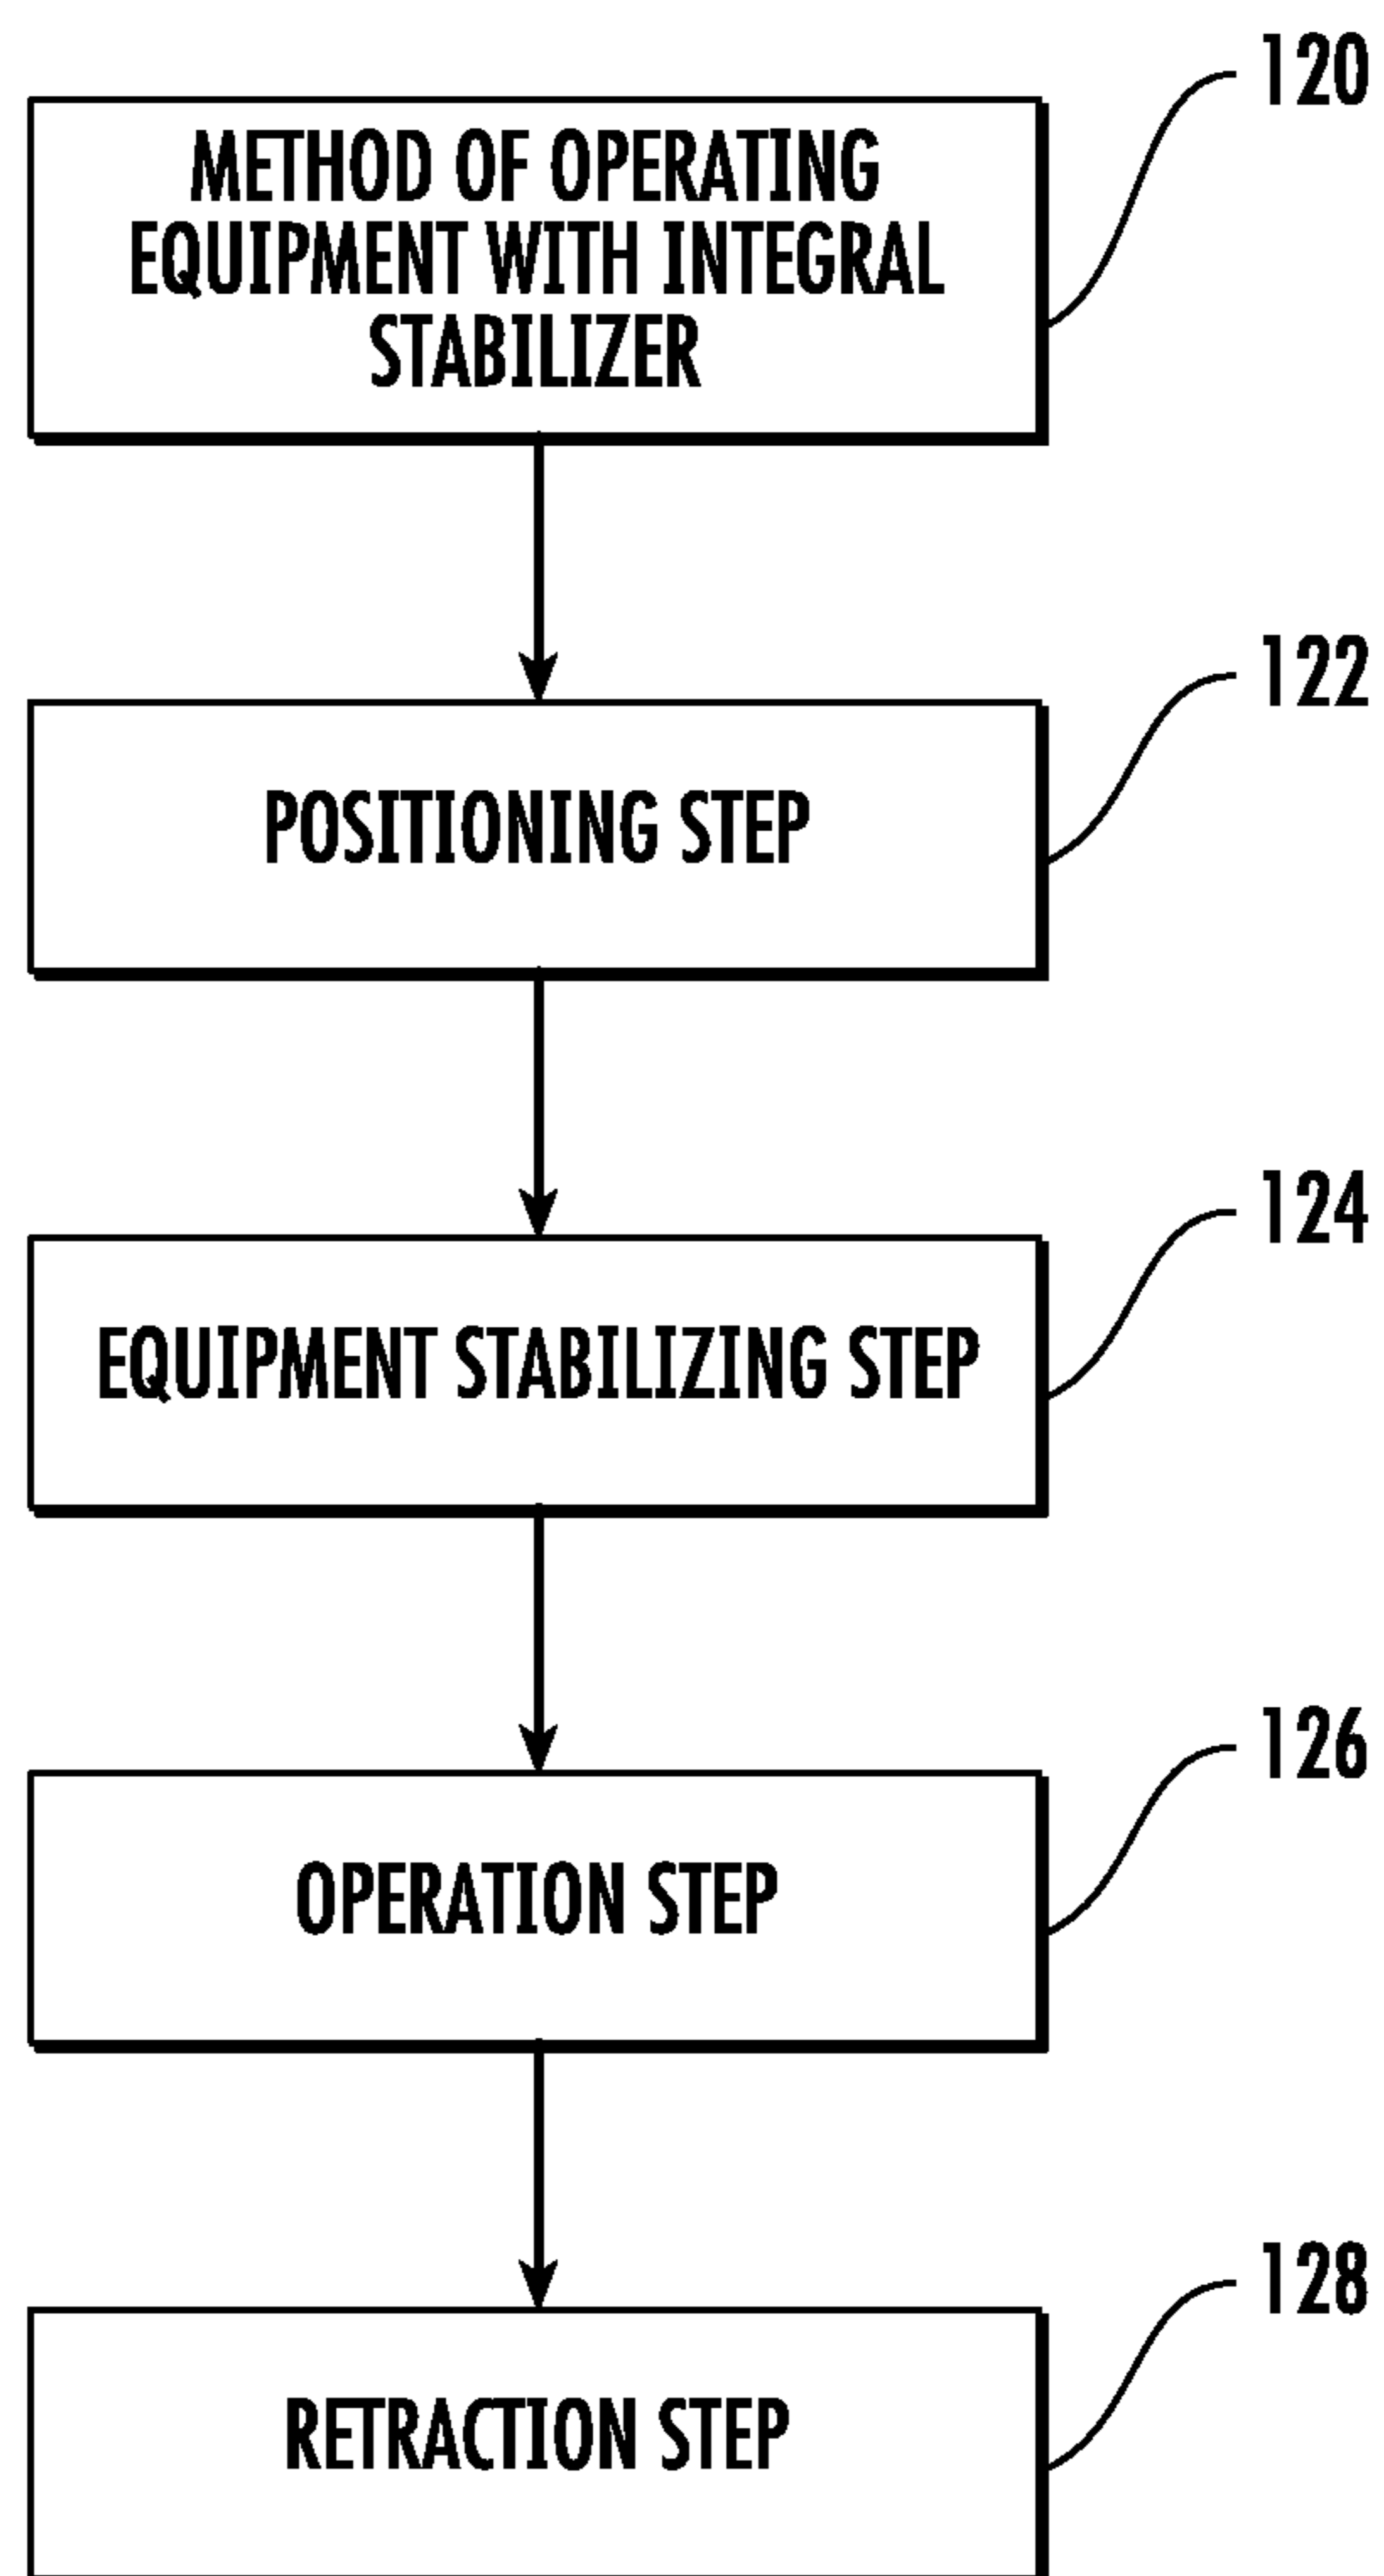 120
METHOD OF OPERATING
EQUIPMENT WITH INTEGRAL
STABILIZER
122
POSITIONING STEP
124
EQUIPMENT STABILIZING STEP
126
OPERATION STEP
128
RETRACTION STEP